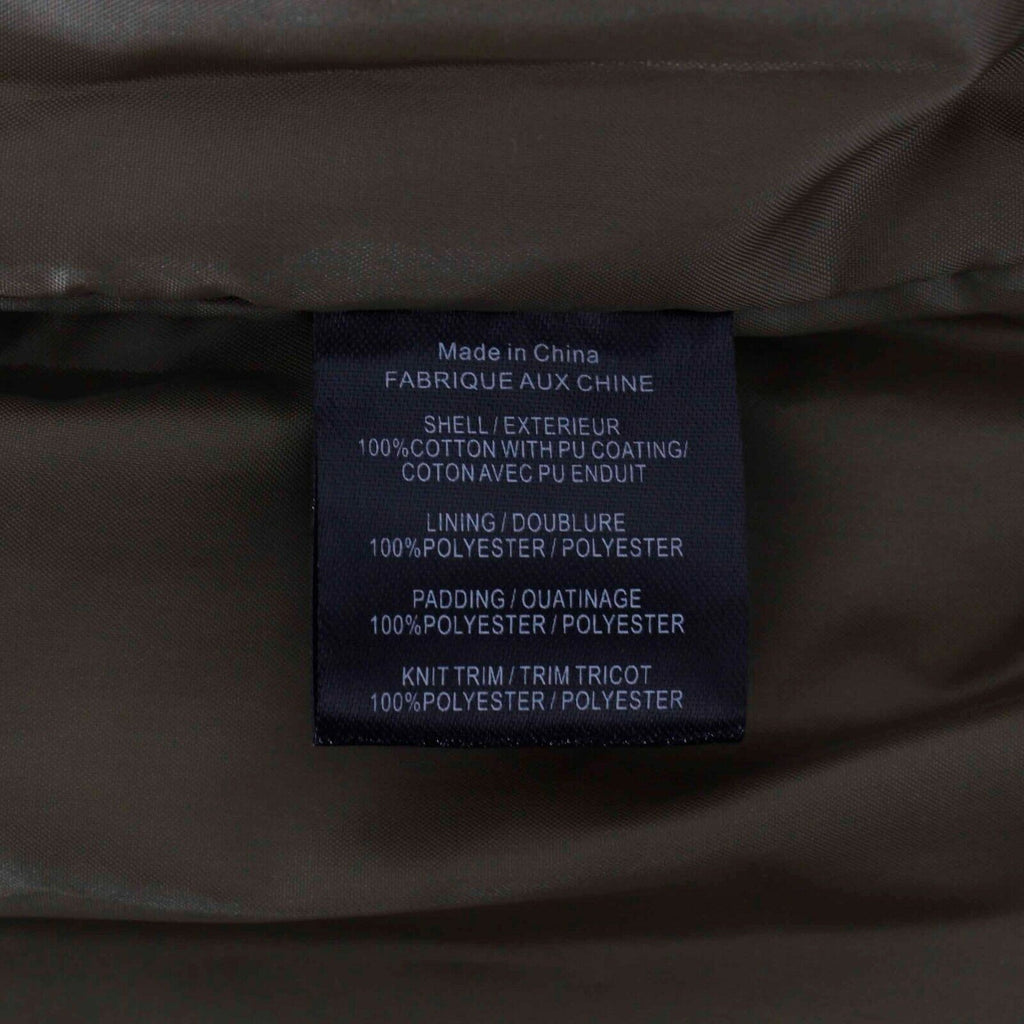 Made in China
FABRIQUE AUX CHINE
SHELL / EXTERIEUR
100%COTTON WITH PU COATING/
COTON AVEC PU ENDUIT
LINING / DOUBLURE
100%POLYESTER / POLYESTER
PADDING / OUATINAGE
100%POLYESTER / POLYESTER
KNIT TRIM / TRIM TRICOT
100%POLYESTER / POLYESTER